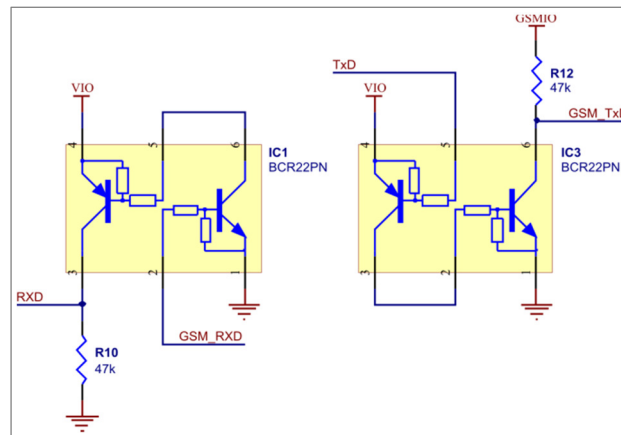 GSMIO
TxD
R12
47k
VIO
VIO
GSM_TxD
4
5
6
IC1
BCR22PN
4
5
6
IC3
BCR22PN
3
2
1
3
2
1
RXD
GSM_RXD
R10
47k